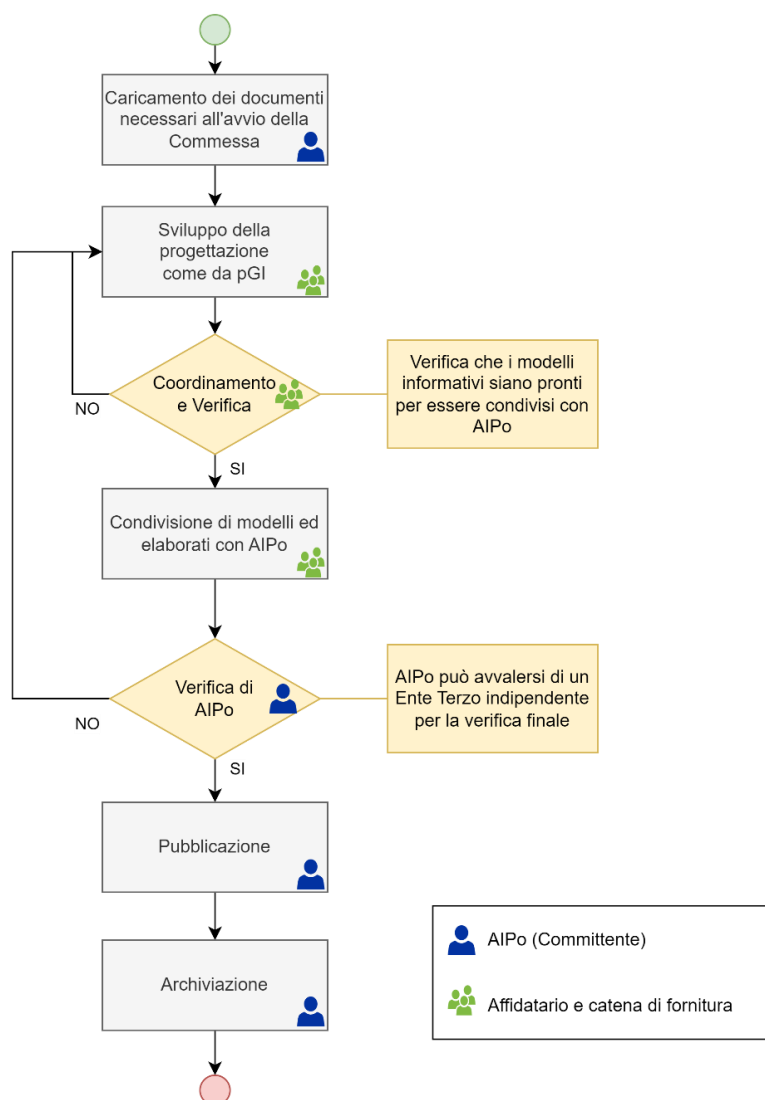 Caricamento dei documenti
necessari all'avvio della
Commessa
Sviluppo della
progettazione
come da pGI
Coordinamento
e Verifica
NO
SI
Verifica che i modelli
informativi siano pronti
per essere condivisi con
AIPo
Condivisione di modelli ed
elaborati con AIPo
Verifica di
AIPo
NO
SI
AIPo può avvalersi di un
Ente Terzo indipendente
per la verifica finale
Pubblicazione
Archiviazione
AIPo (Committente)
Affidatario e catena di fornitura